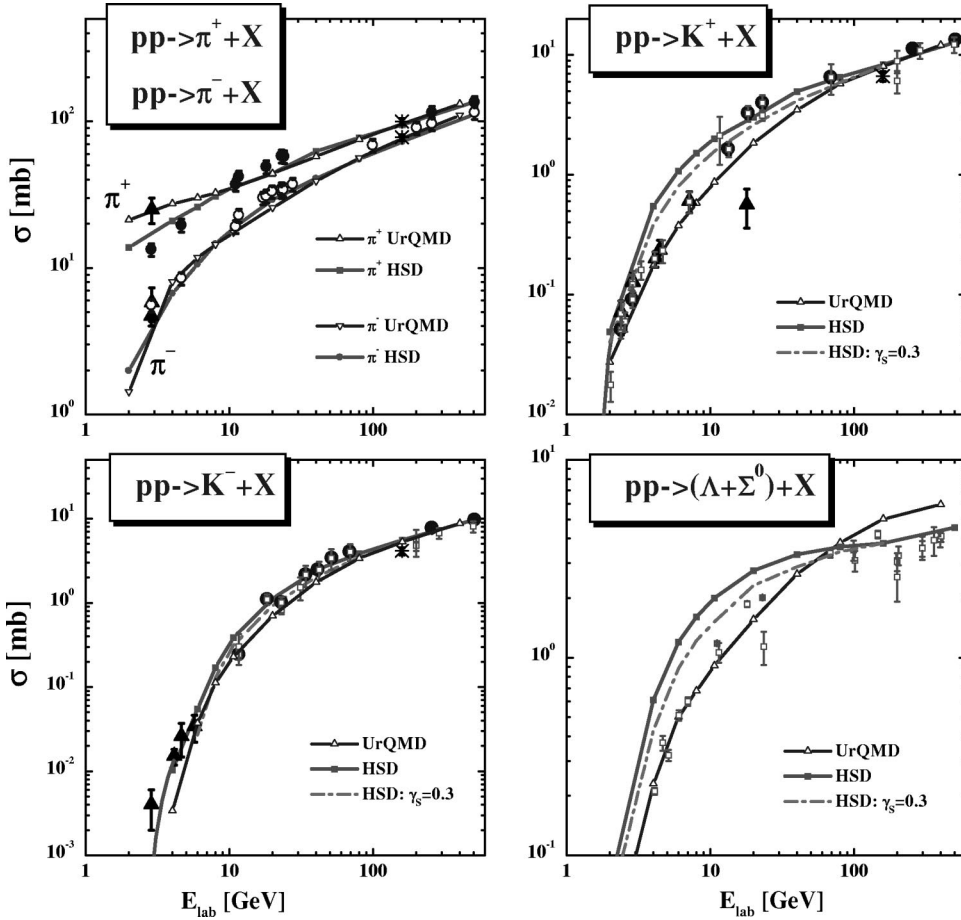 pp->π⁺+X
pp->π⁻+X
σ [mb]
10²
10¹
10⁰
π⁺
π⁻
π⁺ UrQMD
π⁺ HSD
π⁻ UrQMD
π⁻ HSD
1 10 100
pp->K⁺+X
10¹
10⁰
10⁻¹
10⁻²
UrQMD
HSD
HSD: γₛ=0.3
1 10 100
pp->K⁻+X
σ [mb]
10¹
10⁰
10⁻¹
10⁻²
10⁻³
UrQMD
HSD
HSD: γₛ=0.3
1 10 100
E_lab [GeV]
pp->(Λ+Σ⁰)+X
10¹
10⁰
10⁻¹
UrQMD
HSD
HSD: γₛ=0.3
1 10 100
E_lab [GeV]